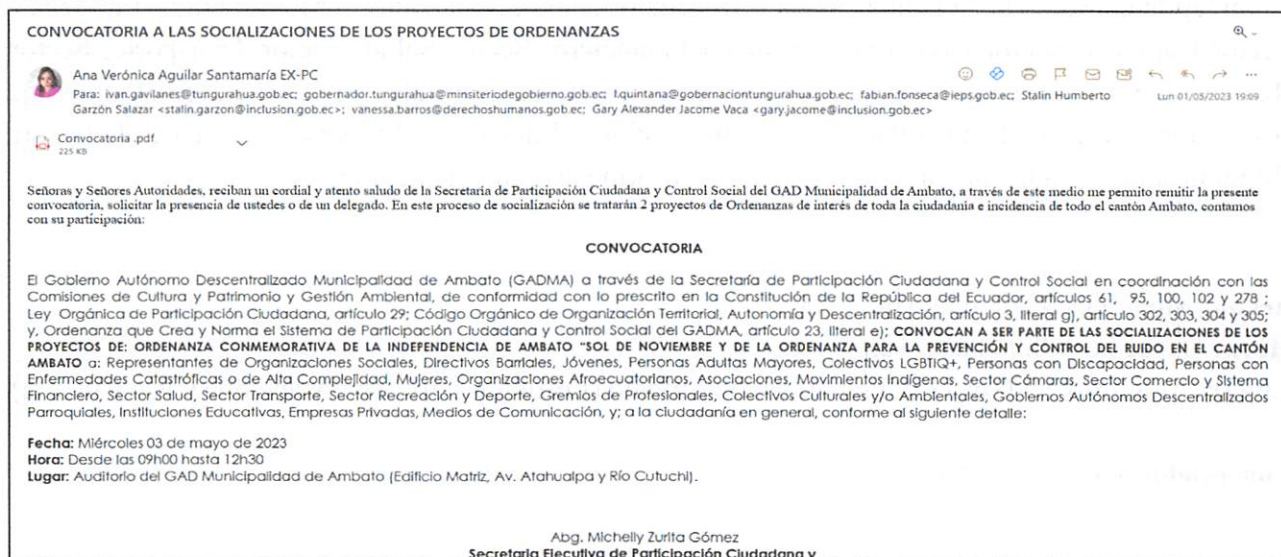 CONVOCATORIA A LAS SOCIALIZACIONES DE LOS PROYECTOS DE ORDENANZAS
Ana Verónica Aguilar Santamaría EX-PC
Para: ivan.gavilanes@tungurahua.gob.ec; gobernador.tungurahua@minsiteriodegobierno.gob.ec; l.quintana@gobernaciontungurahua.gob.ec; fabian.fonseca@ieps.gob.ec; Stalin Humberto
Garzón Salazar <stalin.garzon@inclusion.gob.ec>; vanessa.barros@derechoshumanos.gob.ec; Gary Alexander Jacome Vaca <gary.jacome@inclusion.gob.ec>
Lun 01/05/2023 19:09
Convocatoria .pdf
225 KB
Señoras y Señores Autoridades, reciban un cordial y atento saludo de la Secretaría de Participación Ciudadana y Control Social del GAD Municipalidad de Ambato, a través de este medio me permito remitir la presente
convocatoria, solicitar la presencia de ustedes o de un delegado. En este proceso de socialización se tratarán 2 proyectos de Ordenanzas de interés de toda la ciudadanía e incidencia de todo el cantón Ambato, contamos
con su participación:
CONVOCATORIA
El Gobierno Autónomo Descentralizado Municipalidad de Ambato (GADMA) a través de la Secretaría de Participación Ciudadana y Control Social en coordinación con las
Comisiones de Cultura y Patrimonio y Gestión Ambiental, de conformidad con lo prescrito en la Constitución de la República del Ecuador, artículos 61, 95, 100, 102 y 278 ;
Ley Orgánica de Participación Ciudadana, artículo 29; Código Orgánico de Organización Territorial, Autonomía y Descentralización, artículo 3, literal g), artículo 302, 303, 304 y 305;
y, Ordenanza que Crea y Norma el Sistema de Participación Ciudadana y Control Social del GADMA, artículo 23, literal e); CONVOCAN A SER PARTE DE LAS SOCIALIZACIONES DE LOS
PROYECTOS DE: ORDENANZA CONMEMORATIVA DE LA INDEPENDENCIA DE AMBATO "SOL DE NOVIEMBRE Y DE LA ORDENANZA PARA LA PREVENCIÓN Y CONTROL DEL RUIDO EN EL CANTÓN
AMBATO a: Representantes de Organizaciones Sociales, Directivos Barriales, Jóvenes, Personas Adultas Mayores, Colectivos LGBTIQ+, Personas con Discapacidad, Personas con
Enfermedades Catastróficas o de Alta Complejidad, Mujeres, Organizaciones Afroecuatorianos, Asociaciones, Movimientos Indígenas, Sector Cámaras, Sector Comercio y Sistema
Financiero, Sector Salud, Sector Transporte, Sector Recreación y Deporte, Gremios de Profesionales, Colectivos Culturales y/o Ambientales, Gobiernos Autónomos Descentralizados
Parroquiales, Instituciones Educativas, Empresas Privadas, Medios de Comunicación, y; a la ciudadanía en general, conforme al siguiente detalle:
Fecha: Miércoles 03 de mayo de 2023
Hora: Desde las 09h00 hasta 12h30
Lugar: Auditorio del GAD Municipalidad de Ambato (Edificio Matriz, Av. Atahualpa y Río Cutuchi).
Abg. Michelly Zurita Gómez
Secretaria Ejecutiva de Participación Ciudadana y